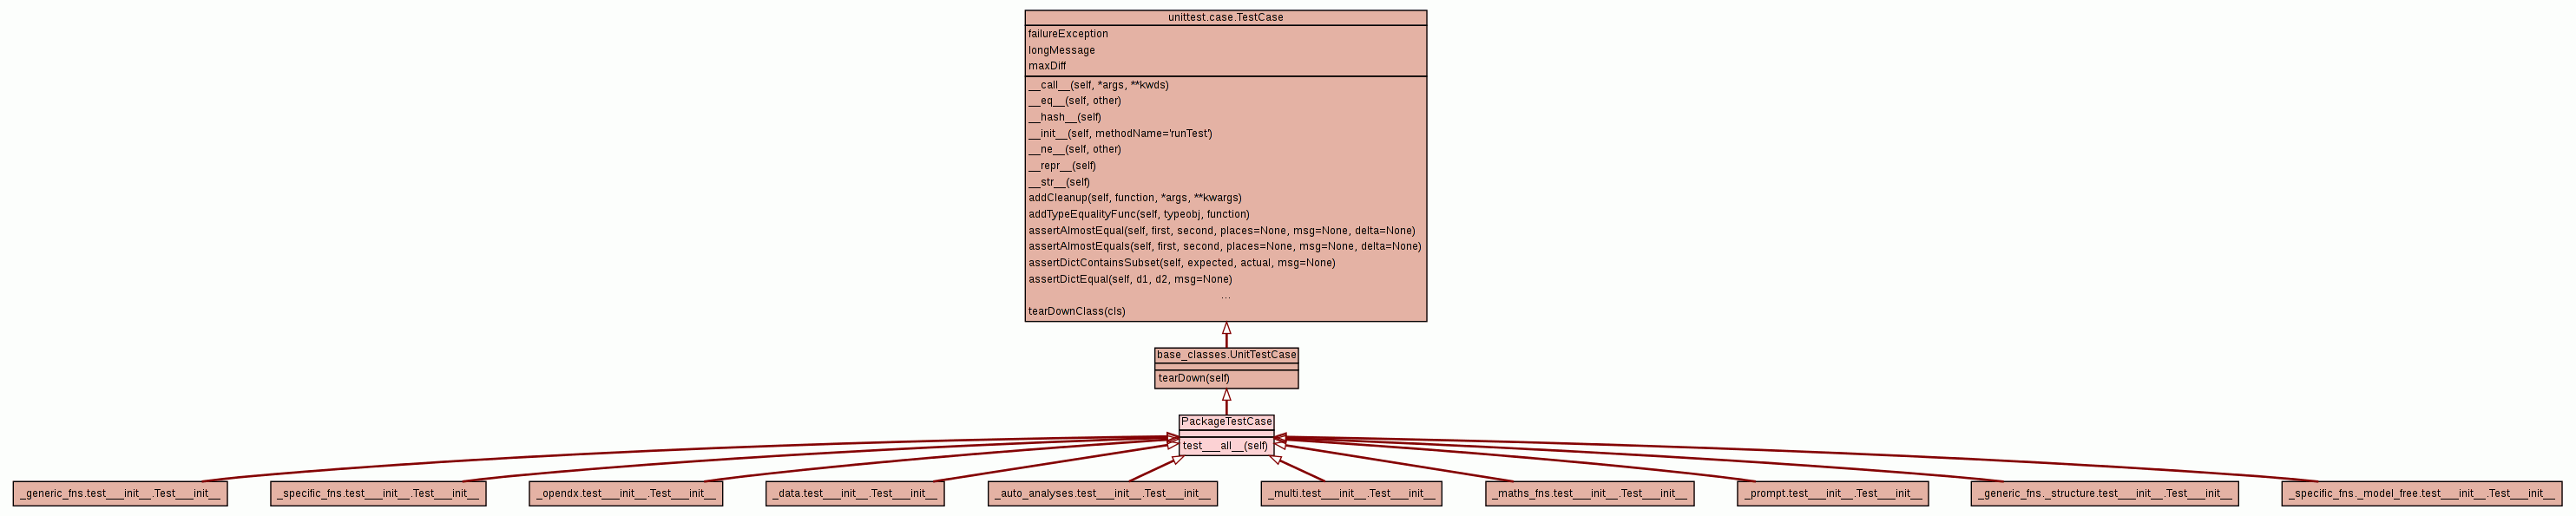 unittest.case.TestCase
failureException
longMessage
maxDiff
__call__(self, *args, **kwds)
__eq__(self, other)
__hash__(self)
__init__(self, methodName='runTest')
__ne__(self, other)
__repr__(self)
__str__(self)
addCleanup(self, function, *args, **kwargs)
addTypeEqualityFunc(self, typeobj, function)
assertAlmostEqual(self, first, second, places=None, msg=None, delta=None)
assertAlmostEquals(self, first, second, places=None, msg=None, delta=None)
assertDictContainsSubset(self, expected, actual, msg=None)
assertDictEqual(self, d1, d2, msg=None)
...
tearDownClass(cls)
base_classes.UnitTestCase
tearDown(self)
PackageTestCase
test___all__(self)
_generic_fns.test___init__.Test___init__
_specific_fns.test___init__.Test___init__
_opendx.test___init__.Test___init__
_data.test___init__.Test___init__
_auto_analyses.test___init__.Test___init__
_multi.test___init__.Test___init__
_maths_fns.test___init__.Test___init__
_prompt.test___init__.Test___init__
_generic_fns._structure.test___init__.Test___init__
_specific_fns._model_free.test___init__.Test___init__